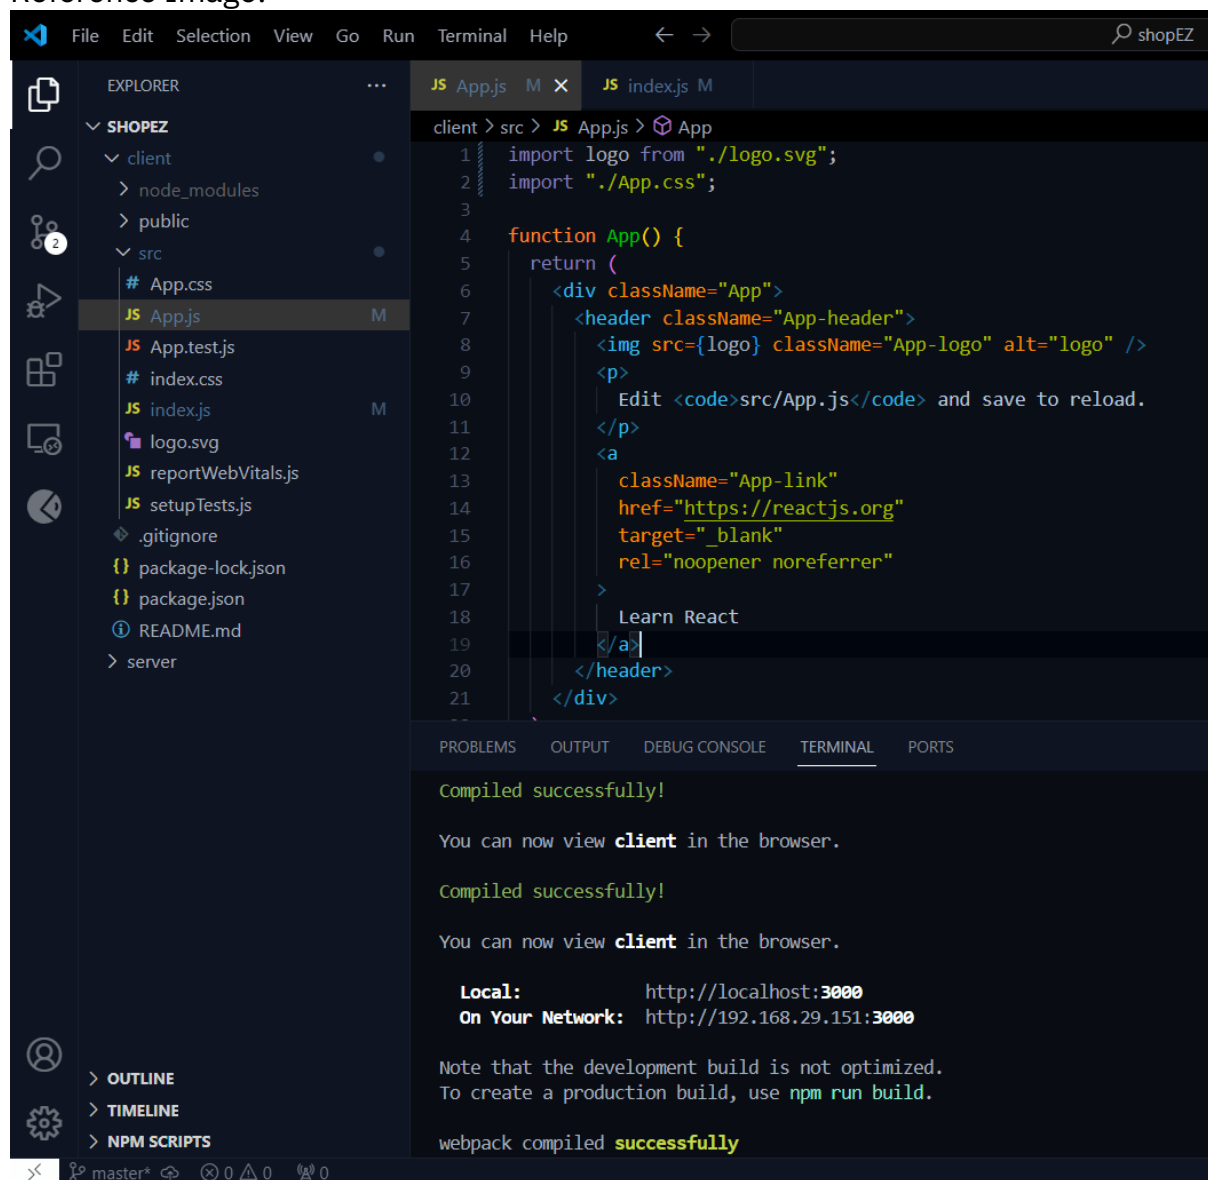 Reference Image:
File Edit Selection View Go Run Terminal Help shopEZ
EXPLORER
SHOPEZ
client
node_modules
public
src
# App.css
JS App.js M
JS App.test.js
# index.css
JS index.js M
logo.svg
JS reportWebVitals.js
JS setupTests.js
.gitignore
{} package-lock.json
{} package.json
README.md
server
OUTLINE
TIMELINE
NPM SCRIPTS
JS App.js M JS index.js M
client > src > JS App.js > App
1 import logo from "./logo.svg";
2 import "./App.css";
3
4 function App() {
5 return (
6 <div className="App">
7 <header className="App-header">
8 <img src={logo} className="App-logo" alt="logo" />
9 <p>
10 Edit <code>src/App.js</code> and save to reload.
11 </p>
12 <a
13 className="App-link"
14 href="https://reactjs.org"
15 target="_blank"
16 rel="noopener noreferrer"
17 >
18 Learn React
19 </a>
20 </header>
21 </div>
PROBLEMS OUTPUT DEBUG CONSOLE TERMINAL PORTS
Compiled successfully!
You can now view client in the browser.
Compiled successfully!
You can now view client in the browser.
Local: http://localhost:3000
On Your Network: http://192.168.29.151:3000
Note that the development build is not optimized.
To create a production build, use npm run build.
webpack compiled successfully
2
master* 0 0 0